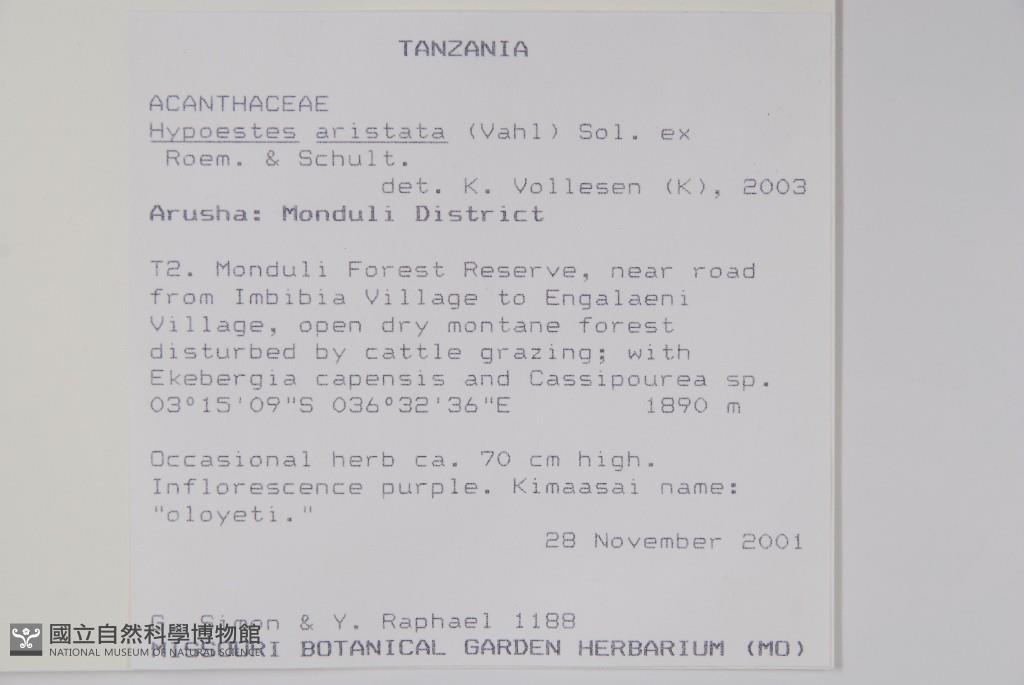 TANZANIA
ACANTHACEAE
Hypoestes aristata (Vahl) Sol. ex
Roem. & Schult.
det. K. Vollesen (K), 2003
Arusha: Monduli District
T2. Monduli Forest Reserve, near road
from Imbibia Village to Engalaeni
Village, open dry montane forest
disturbed by cattle grazing; with
Ekebergia capensis and Cassipourea sp.
03°15'09"S 036°32'36"E 1890 m
Occasional herb ca. 70 cm high.
Inflorescence purple. Kimaasai name:
"oloyeti."
28 November 2001
G. Simon & Y. Raphael 1188
MISSOURI BOTANICAL GARDEN HERBARIUM (MO)
國立自然科學博物館
NATIONAL MUSEUM OF NATURAL SCIENCE